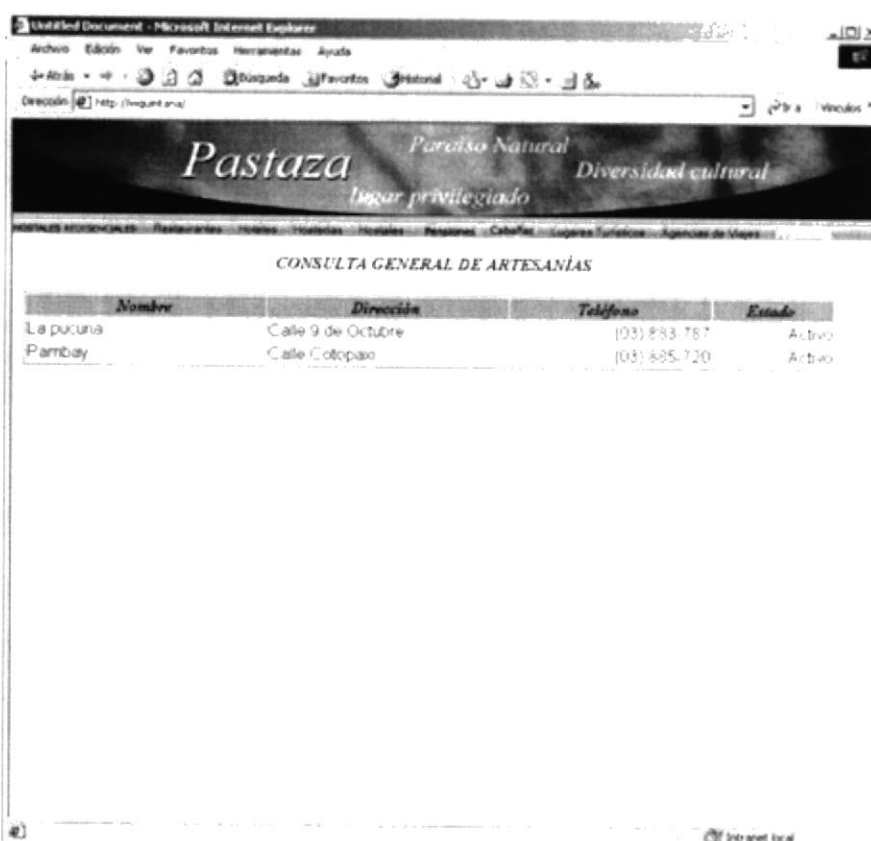 Untitled Document - Microsoft Internet Explorer
Archivo Edición Ver Favoritos Herramientas Ayuda
Atrás Búsqueda Favoritos Historial
Dirección Ir a Vínculos
Pastaza Paraíso Natural
Diversidad cultural
lugar privilegiado
HOSTALES RESIDENCIALES Restaurantes Hoteles Hosterías Hostales Pensiones Cabañas Lugares Turísticos Agencias de Viajes
CONSULTA GENERAL DE ARTESANÍAS
Nombre Dirección Teléfono Estado
La pucuna Calle 9 de Octubre (03) 883-787 Activo
Pambay Calle Cotopaxi (03) 885-720 Activo
Intranet local